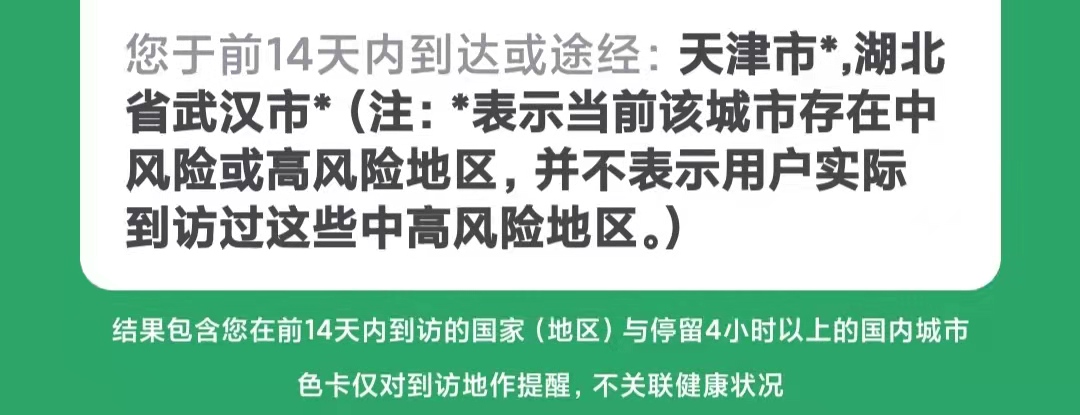 您于前14天内到达或途经：天津市*,湖北
省武汉市*（注：*表示当前该城市存在中
风险或高风险地区，并不表示用户实际
到访过这些中高风险地区。）
结果包含您在前14天内到访的国家（地区）与停留4小时以上的国内城市
色卡仅对到访地作提醒，不关联健康状况